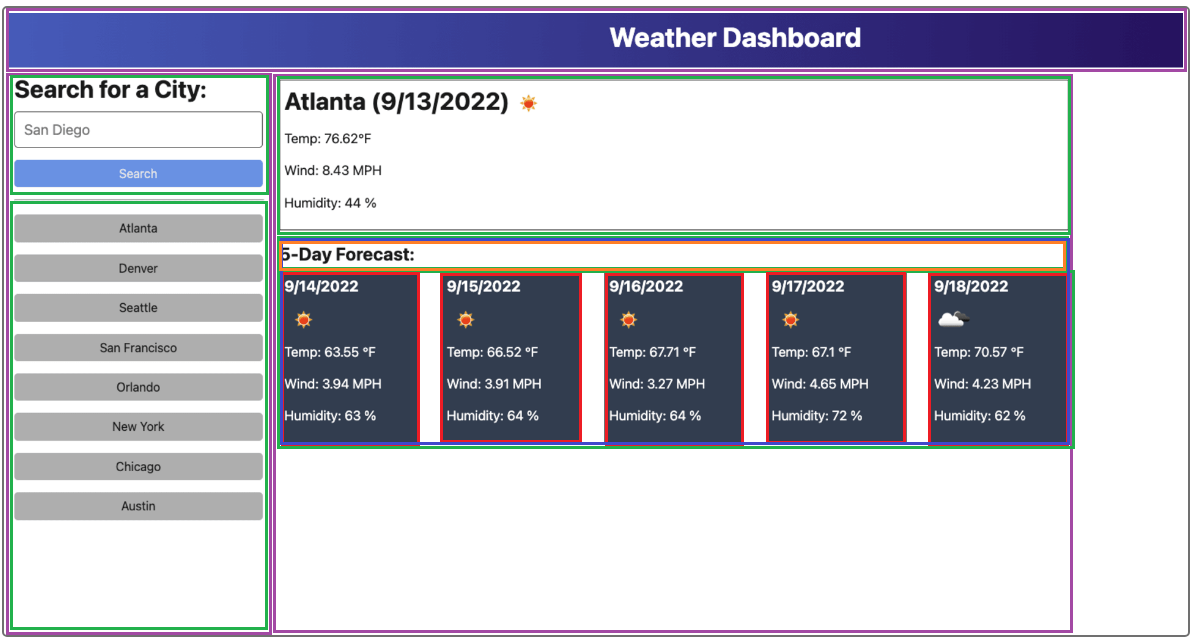 Weather Dashboard
Search for a City:
San Diego
Search
Atlanta
Denver
Seattle
San Francisco
Orlando
New York
Chicago
Austin
Atlanta (9/13/2022)
Temp: 76.62°F
Wind: 8.43 MPH
Humidity: 44 %
5-Day Forecast:
9/14/2022
Temp: 63.55 °F
Wind: 3.94 MPH
Humidity: 63 %
9/15/2022
Temp: 66.52 °F
Wind: 3.91 MPH
Humidity: 64 %
9/16/2022
Temp: 67.71 °F
Wind: 3.27 MPH
Humidity: 64 %
9/17/2022
Temp: 67.1 °F
Wind: 4.65 MPH
Humidity: 72 %
9/18/2022
Temp: 70.57 °F
Wind: 4.23 MPH
Humidity: 62 %